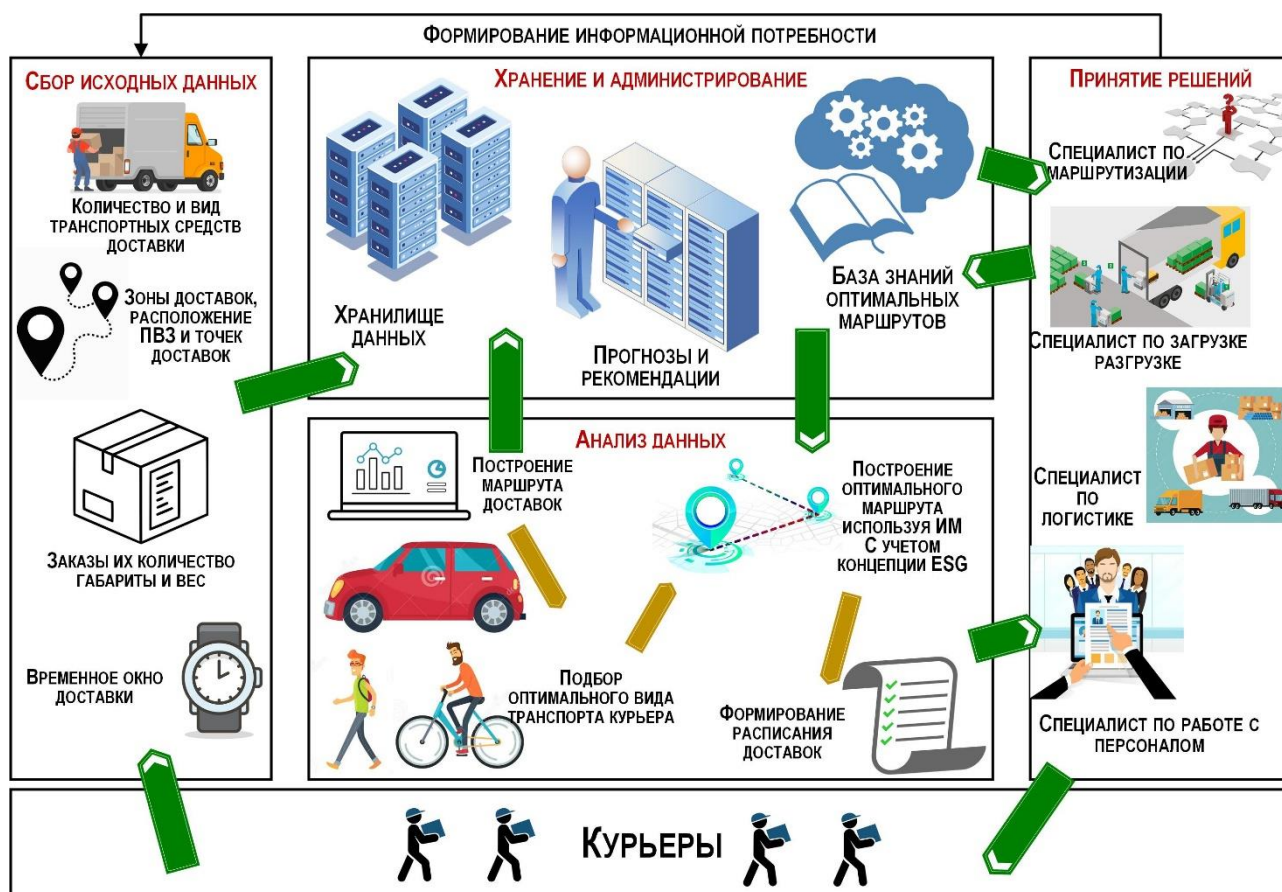 Формирование информационной потребности
Сбор исходных данных
Количество и вид
транспортных средств
доставки
Зоны доставок,
расположение
ПВЗ и точек
доставок
Заказы их количество
габариты и вес
Временное окно
доставки
Хранение и администрирование
Хранилище
данных
Прогнозы и
рекомендации
База знаний
оптимальных
маршрутов
Анализ данных
Построение
маршрута
доставок
Построение
оптимального
маршрута
используя ИМ
С учетом
концепции ESG
Подбор
оптимального вида
транспорта курьера
Формирование
расписания
доставок
Принятие решений
Специалист по
маршрутизации
Специалист по загрузке
разгрузке
Специалист
по
логистике
Специалист по работе с
персоналом
Курьеры